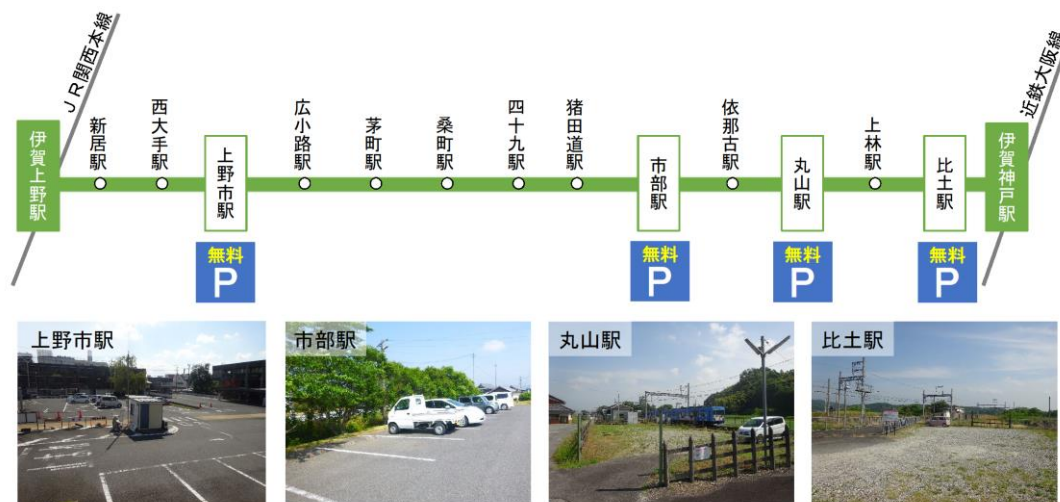 JR関西本線
近鉄大阪線
伊賀上野駅
新居駅
西大手駅
上野市駅
広小路駅
茅町駅
桑町駅
四十九駅
猪田道駅
市部駅
依那古駅
丸山駅
上林駅
比土駅
伊賀神戸駅
無料
P
無料
P
無料
P
無料
P
上野市駅
市部駅
丸山駅
比土駅